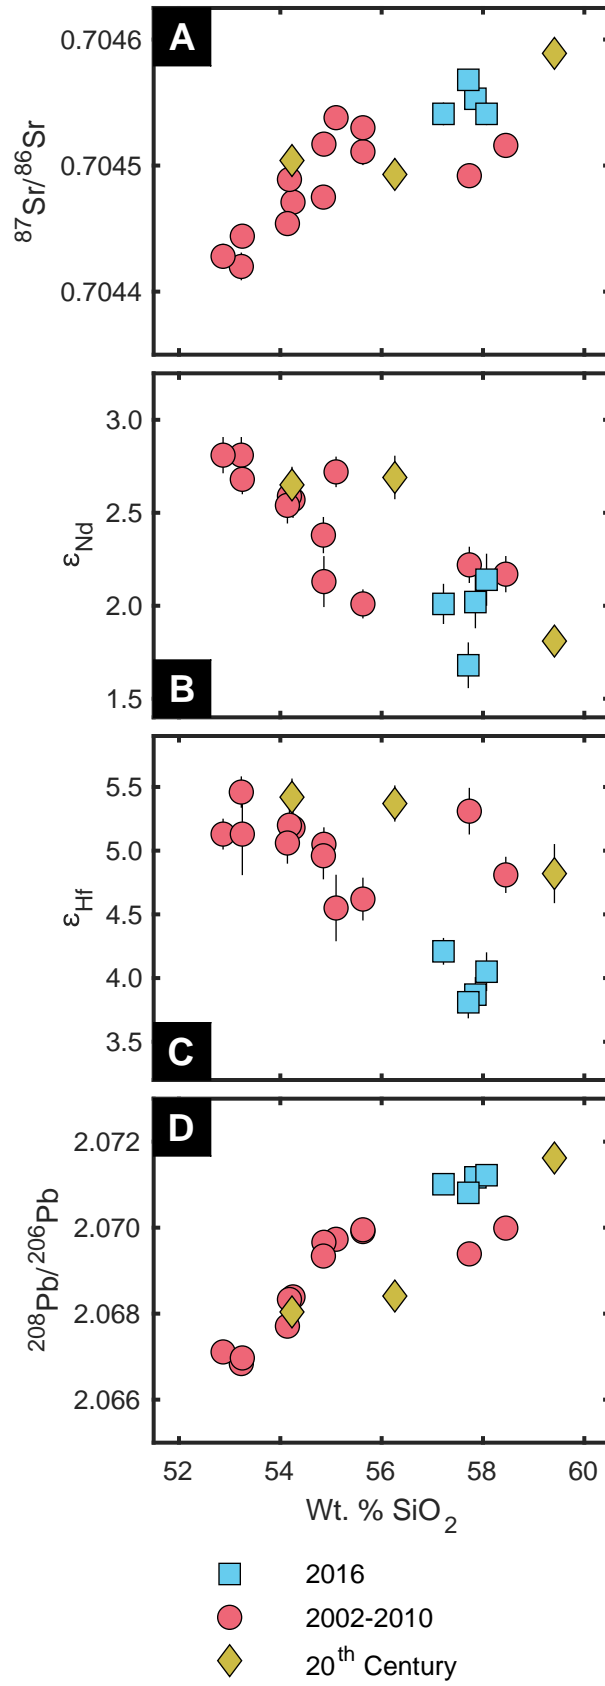 A
0.7046
0.7045
0.7044
⁸⁷Sr/⁸⁶Sr
B
3.0
2.5
2.0
1.5
εNd
C
5.5
5.0
4.5
4.0
3.5
εHf
D
2.072
2.070
2.068
2.066
²⁰⁸Pb/²⁰⁶Pb
52 54 56 58 60
Wt. % SiO₂
2016
2002-2010
20th Century